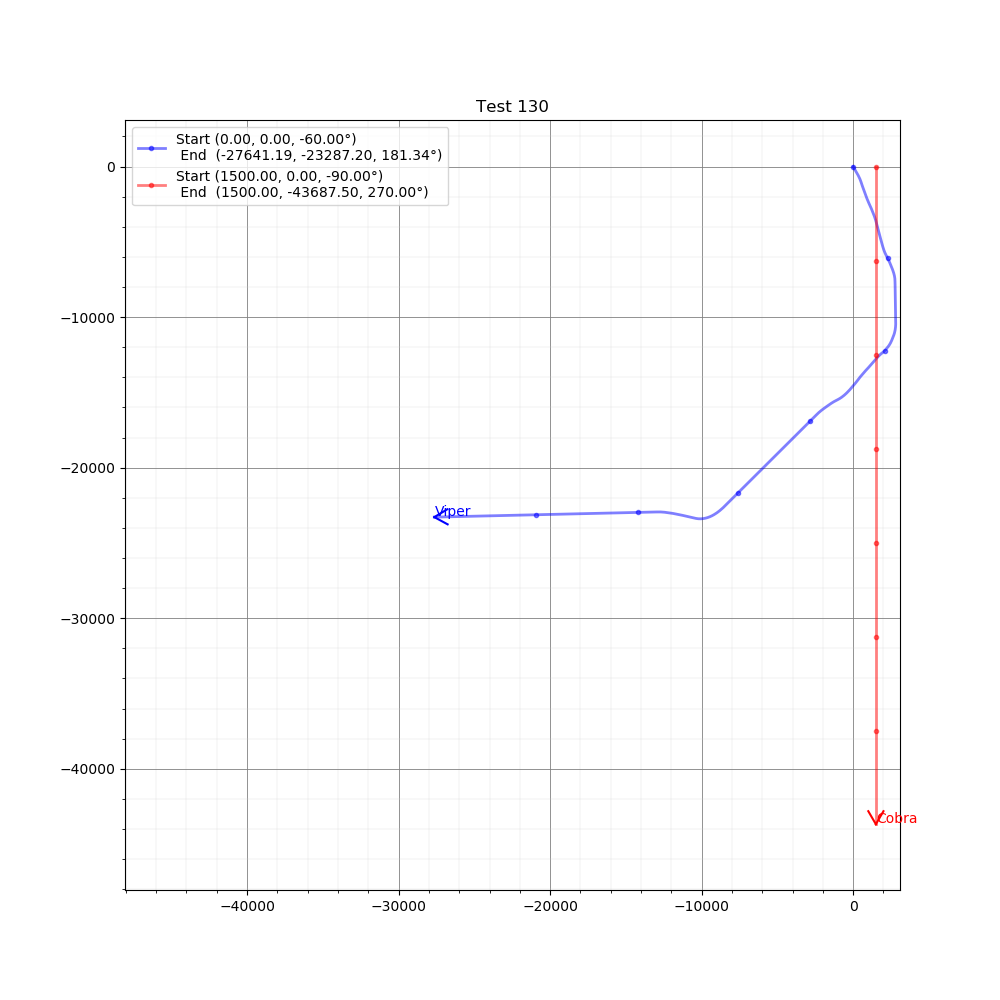 Test 130
Start (0.00, 0.00, -60.00°)
End  (-27641.19, -23287.20, 181.34°)
Start (1500.00, 0.00, -90.00°)
End  (1500.00, -43687.50, 270.00°)
0
−10000
−20000
−30000
−40000
Viper
Cobra
−40000
−30000
−20000
−10000
0